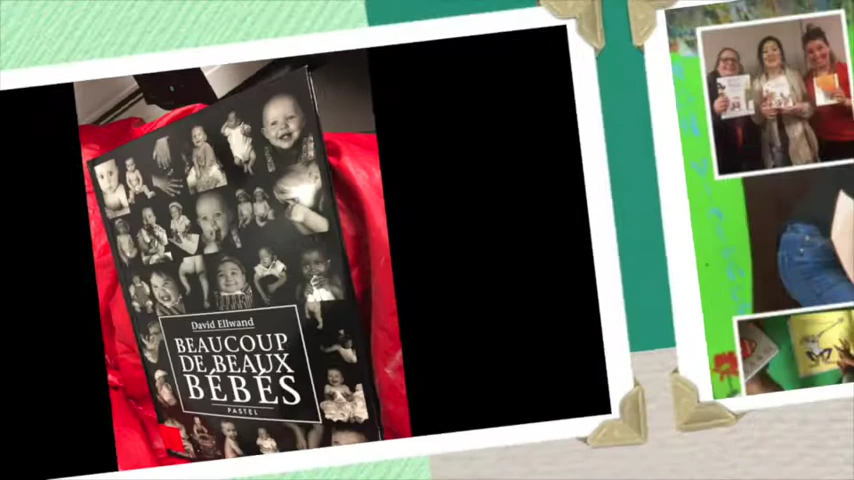 David Ellwand
BEAUCOUP
DE BEAUX
BÉBÉS
PASTEL